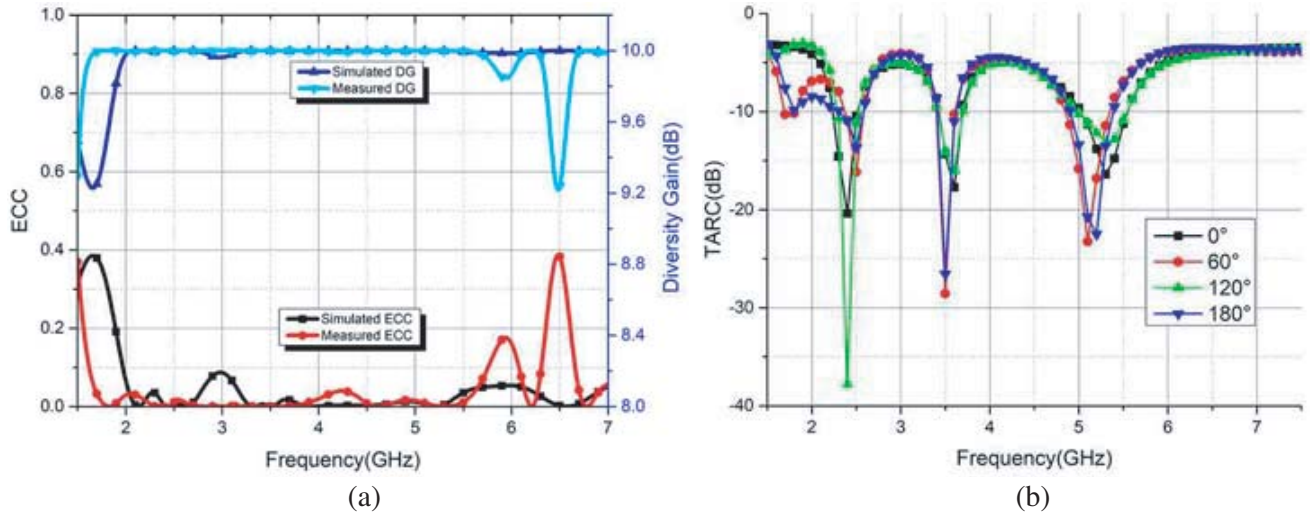 1.0
0.8
0.6
0.4
0.2
0.0
ECC
Simulated DG
Measured DG
Simulated ECC
Measured ECC
10.0
9.6
9.2
8.8
8.4
8.0
Diversity Gain(dB)
2 3 4 5 6 7
Frequency(GHz)
(a)
0
-10
-20
-30
-40
TARC(dB)
0°
60°
120°
180°
2 3 4 5 6 7
Frequency(GHz)
(b)